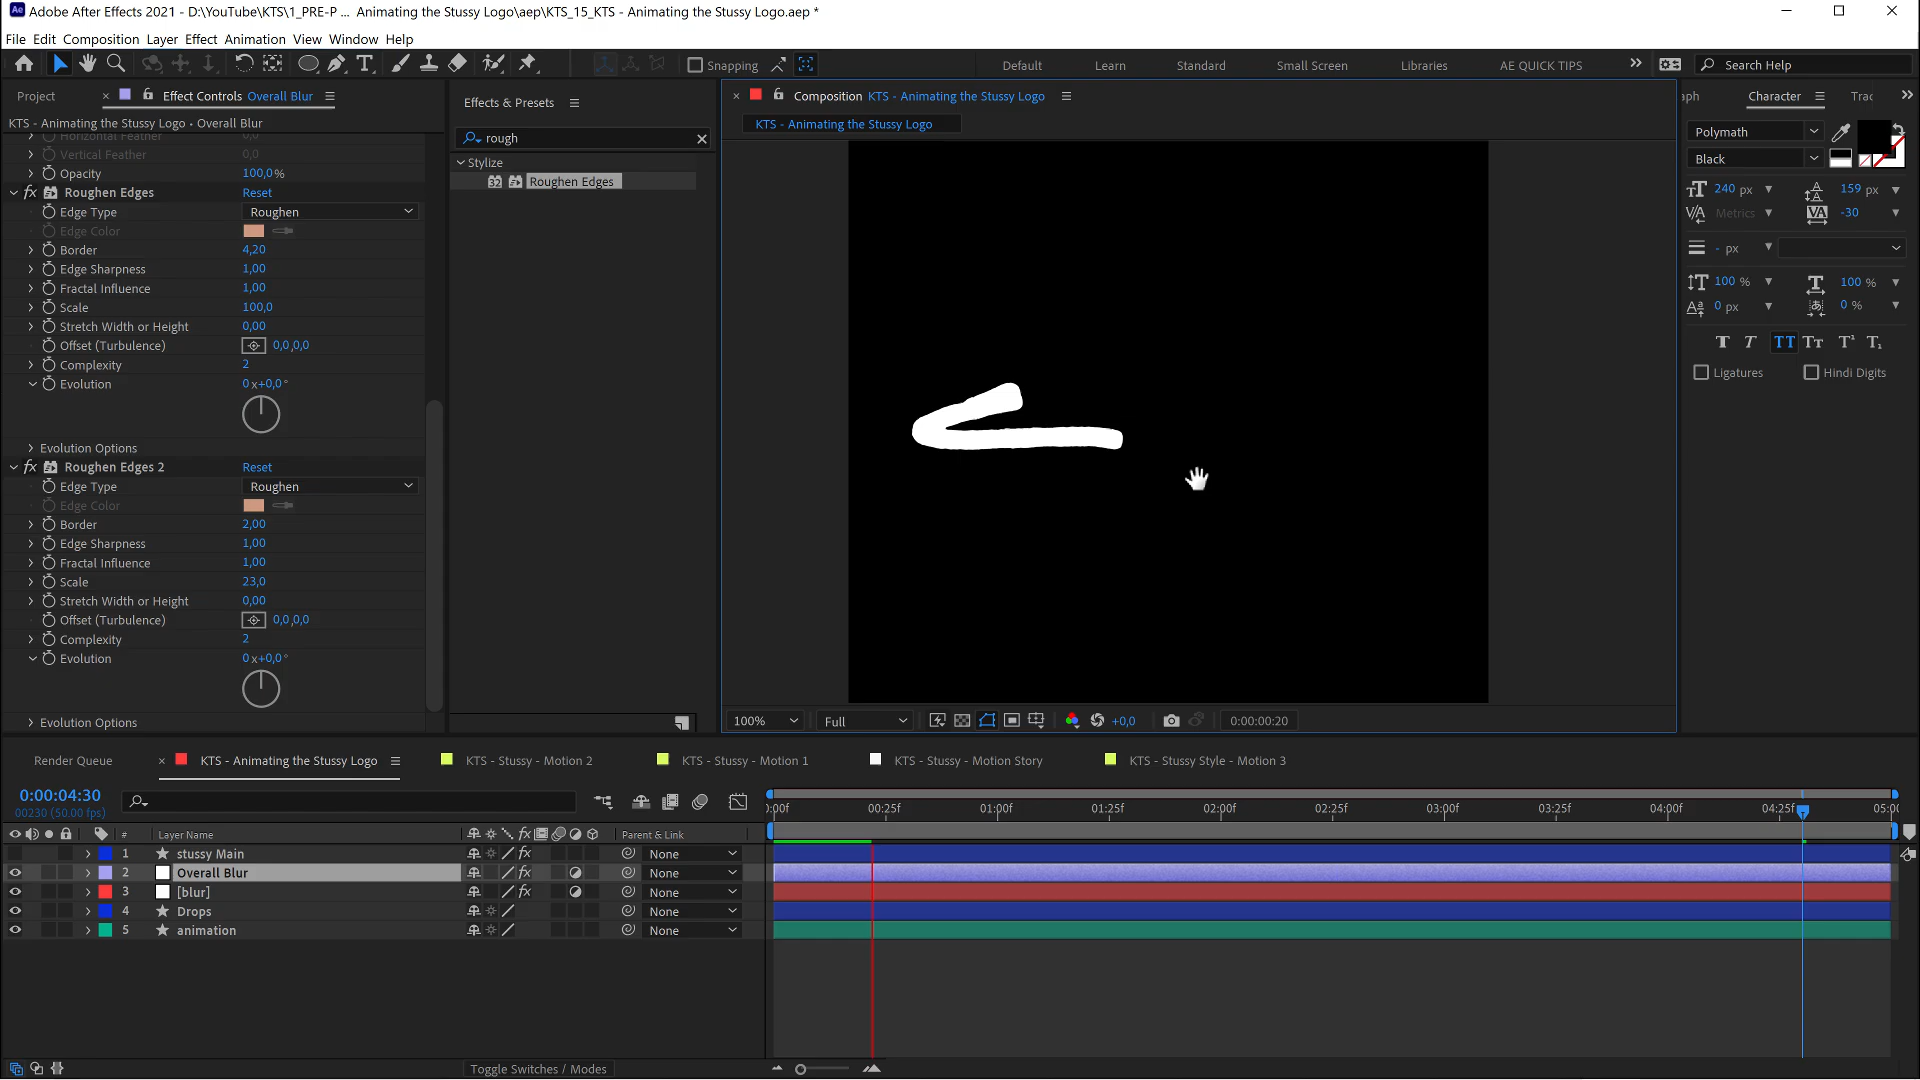 Ae Adobe After Effects 2021 - D:\YouTube\KTS\1_PRE-P ... Animating the Stussy Logo\aep\KTS_15_KTS - Animating the Stussy Logo.aep *
File Edit Composition Layer Effect Animation View Window Help
Snapping
Default Learn Standard Small Screen Libraries AE QUICK TIPS
Search Help
Project
Effect Controls Overall Blur
KTS - Animating the Stussy Logo • Overall Blur
Horizontal Feather 0,0
Vertical Feather 0,0
Opacity 100,0%
fx Roughen Edges Reset
Edge Type Roughen
Edge Color
Border 4,20
Edge Sharpness 1,00
Fractal Influence 1,00
Scale 100,0
Stretch Width or Height 0,00
Offset (Turbulence) 0,0,0,0
Complexity 2
Evolution 0 x+0,0°
Evolution Options
fx Roughen Edges 2 Reset
Edge Type Roughen
Edge Color
Border 2,00
Edge Sharpness 1,00
Fractal Influence 1,00
Scale 23,0
Stretch Width or Height 0,00
Offset (Turbulence) 0,0,0,0
Complexity 2
Evolution 0 x+0,0°
Evolution Options
Effects & Presets
rough
Stylize
32 Roughen Edges
Composition KTS - Animating the Stussy Logo
KTS - Animating the Stussy Logo
100% Full +0,0 0:00:00:20
aph Character Trac
Polymath
Black
240 px 159 px
Metrics -30
- px
100 % 100 %
0 px 0 %
Ligatures Hindi Digits
Render Queue KTS - Animating the Stussy Logo KTS - Stussy - Motion 2 KTS - Stussy - Motion 1 KTS - Stussy - Motion Story KTS - Stussy Style - Motion 3
0:00:04:30
00230 (50.00 fps)
):00f 00:25f 01:00f 01:25f 02:00f 02:25f 03:00f 03:25f 04:00f 04:25f 05:00
# Layer Name Parent & Link
1 stussy Main None
2 Overall Blur None
3 [blur] None
4 Drops None
5 animation None
Toggle Switches / Modes